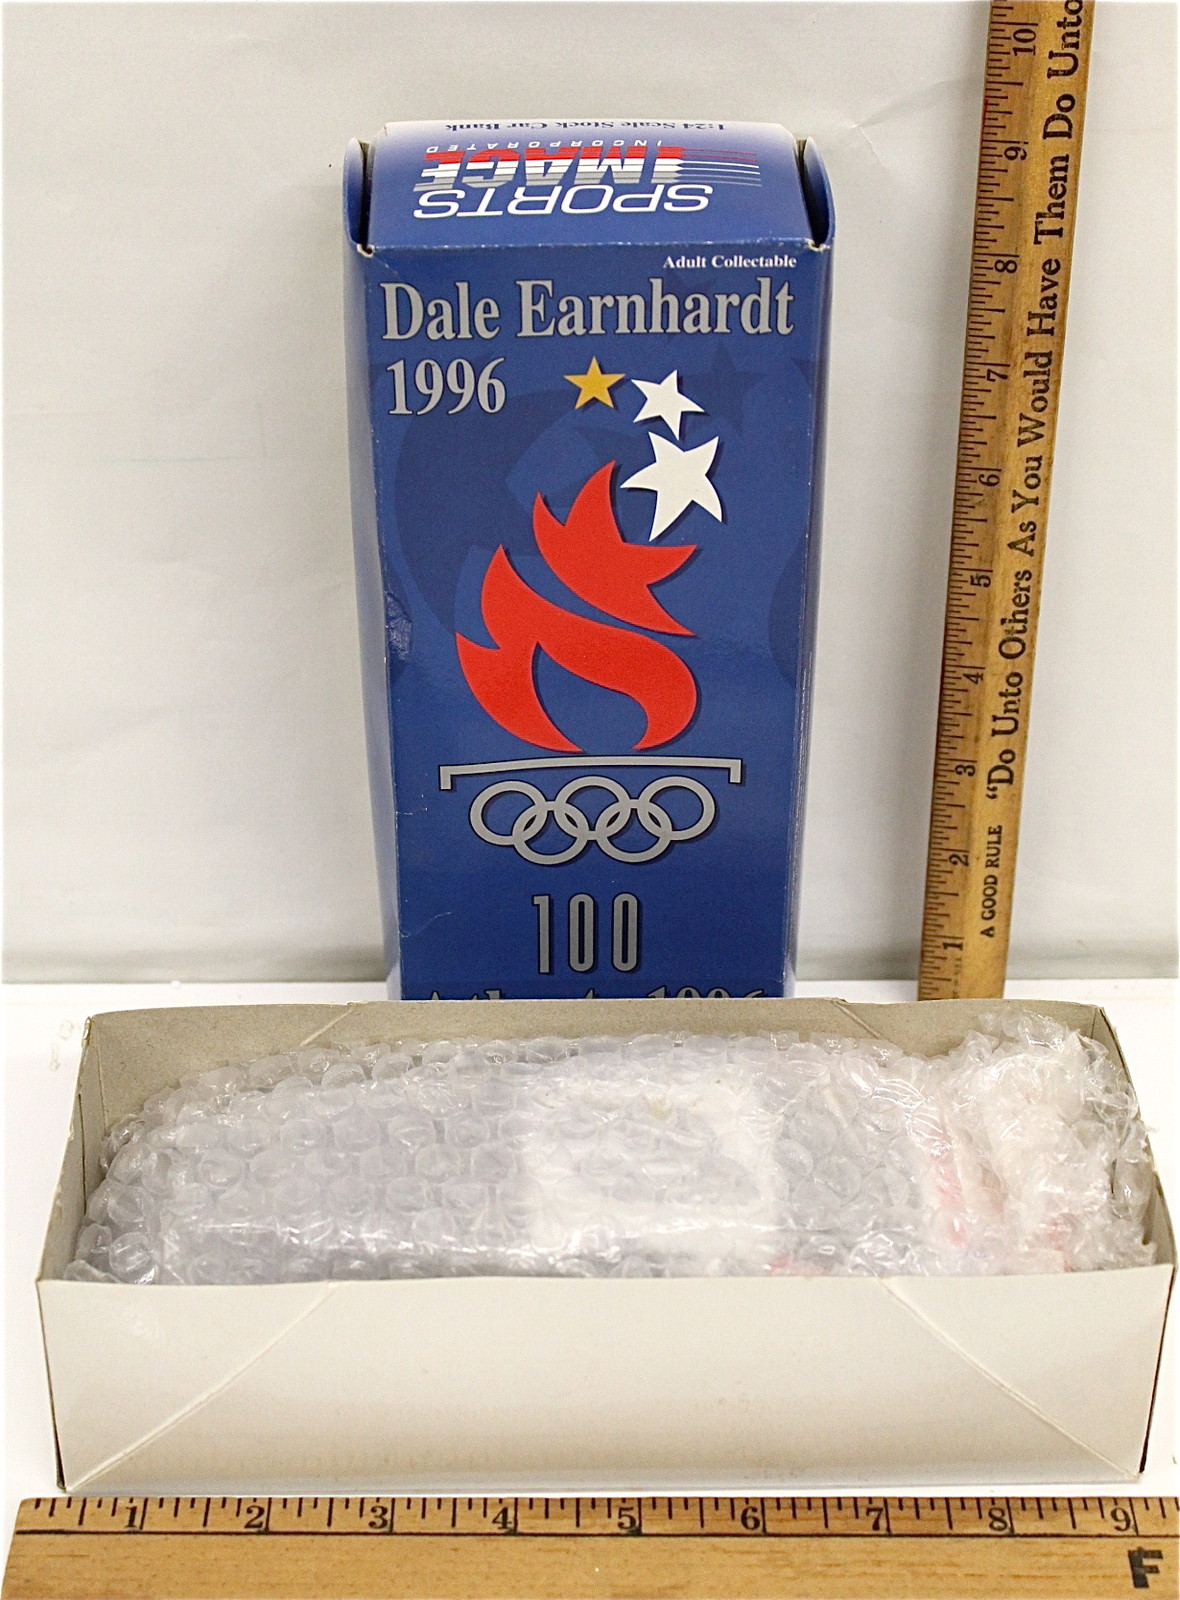 1:24 Scale Stock Car Bank
INCORPORATED
IMAGE
SPORTS
Adult Collectable
Dale Earnhardt
1996
100
Atlanta 1996
A GOOD RULE "Do Unto Others As You Would Have Them Do Unto
1 2 3 4 5 6 7 8 9 10
1 2 3 4 5 6 7 8 9
F